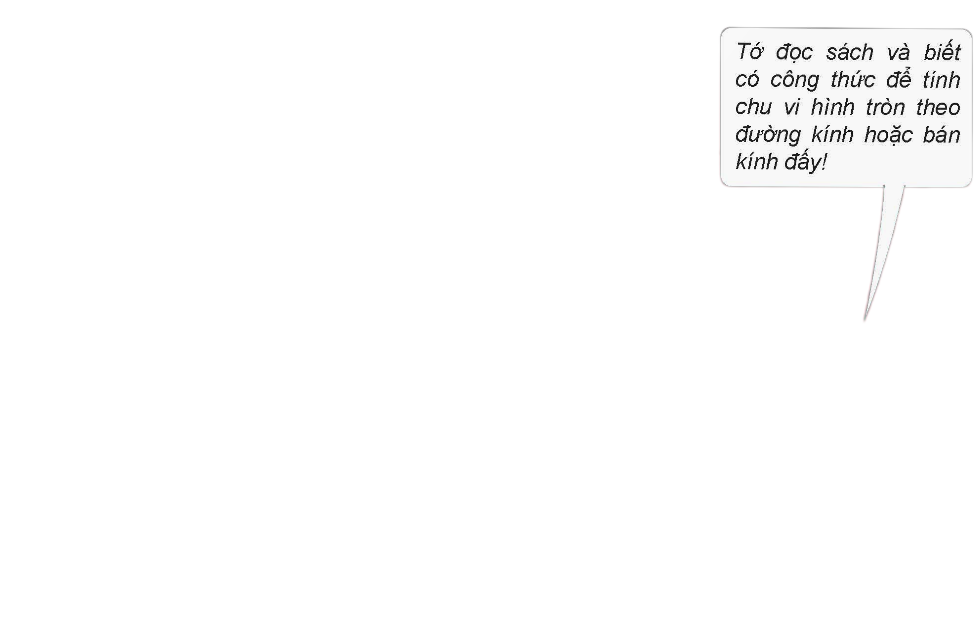 Tớ đọc sách và biết
có công thức để tính
chu vi hình tròn theo
đường kính hoặc bán
kính đấy!